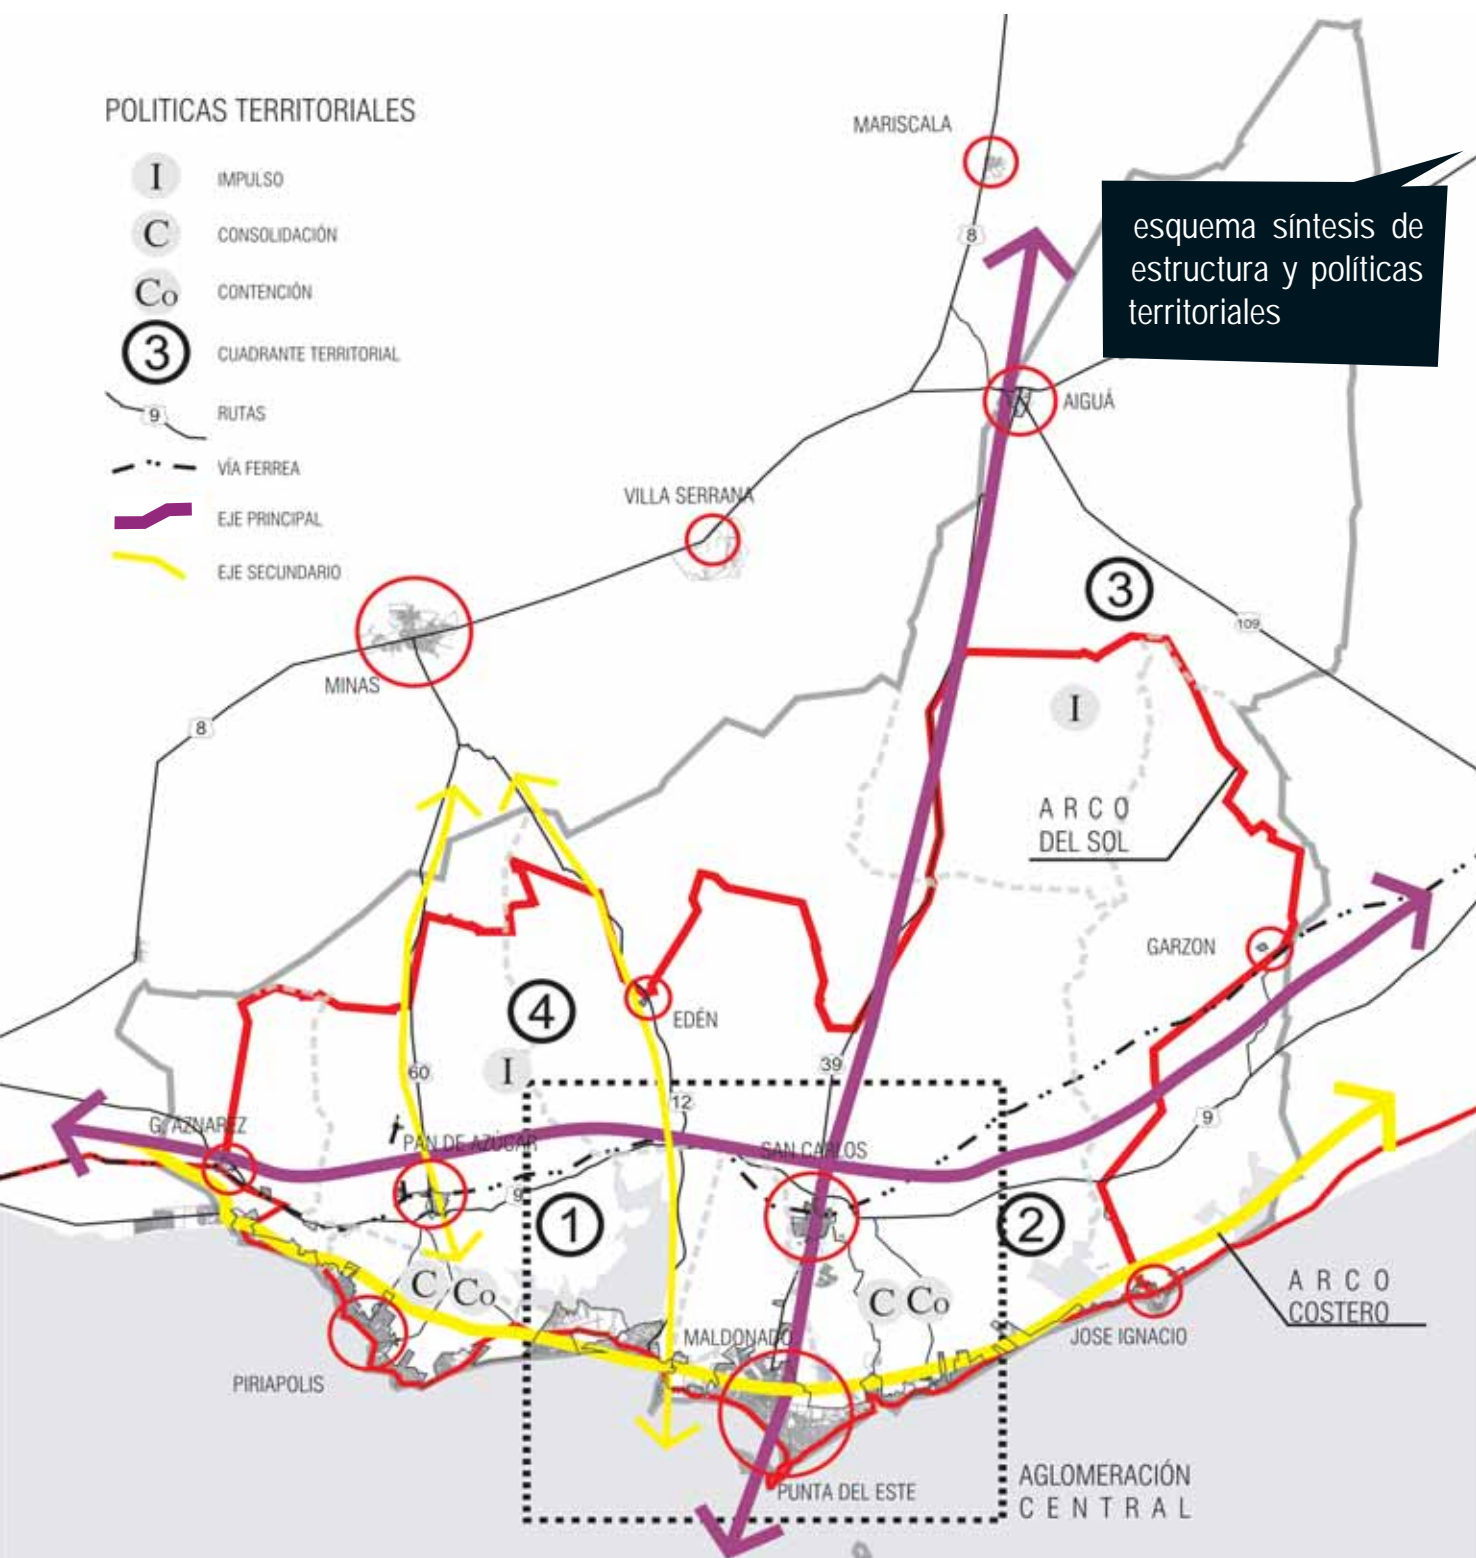 POLITICAS TERRITORIALES
I IMPULSO
C CONSOLIDACIÓN
Co CONTENCIÓN
3 CUADRANTE TERRITORIAL
9 RUTAS
VÍA FERREA
EJE PRINCIPAL
EJE SECUNDARIO
MARISCALA
8
esquema síntesis de
estructura y políticas
territoriales
AIGUÁ
VILLA SERRANA
3
109
MINAS
8
I
ARCO
DEL SOL
GARZON
4
EDÉN
I
60
12
39
9
G. AZNAREZ
PAN DE AZÚCAR
SAN CARLOS
9
1
2
C Co
C Co
ARCO
COSTERO
MALDONADO
JOSE IGNACIO
PIRIAPOLIS
AGLOMERACIÓN
CENTRAL
PUNTA DEL ESTE